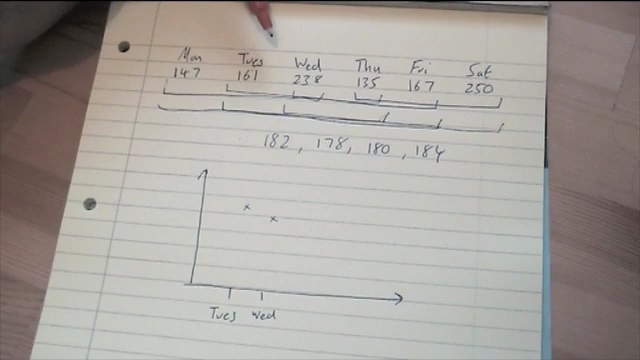 Mon Tues Wed Thu Fri Sat
147 161 238 135 167 250
182, 178, 180, 184
Tues Wed